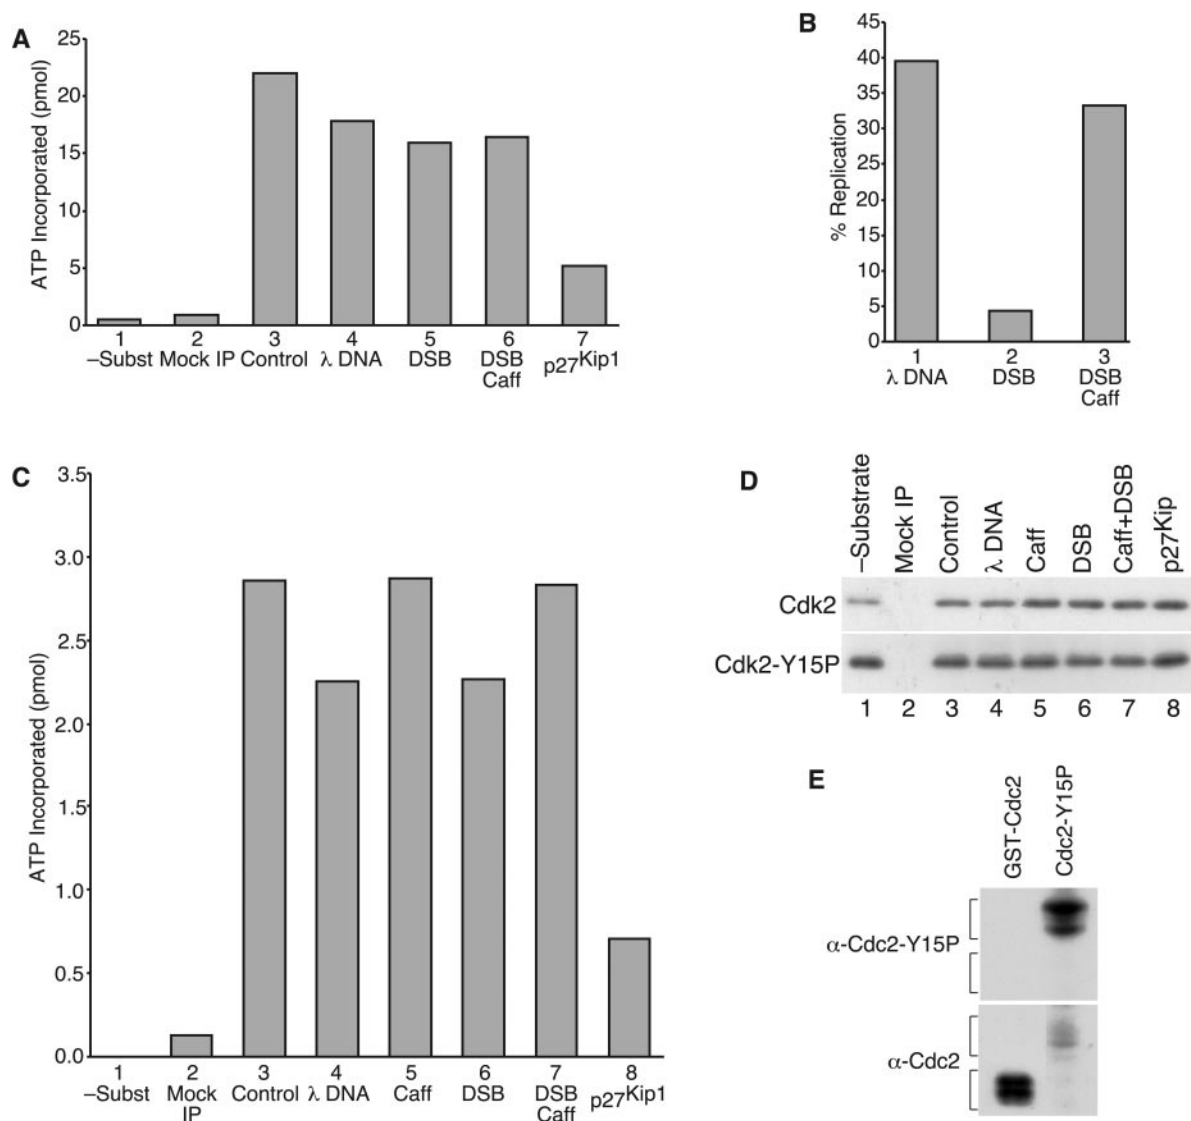 A
ATP Incorporated (pmol)
25
20
15
10
5
0
1 2 3 4 5 6 7
–Subst Mock IP Control λ DNA DSB DSB p27Kip1
Caff
B
% Replication
45
40
35
30
25
20
15
10
5
0
1 2 3
λ DNA DSB DSB
Caff
C
ATP Incorporated (pmol)
3.5
3.0
2.5
2.0
1.5
1.0
0.5
0.0
1 2 3 4 5 6 7 8
–Subst Mock Control λ DNA Caff DSB DSB p27Kip1
IP Caff
D
–Substrate
Mock IP
Control
λ DNA
Caff
DSB
Caff+DSB
p27Kip
Cdk2
Cdk2-Y15P
1 2 3 4 5 6 7 8
E
GST-Cdc2
Cdc2-Y15P
α-Cdc2-Y15P
α-Cdc2